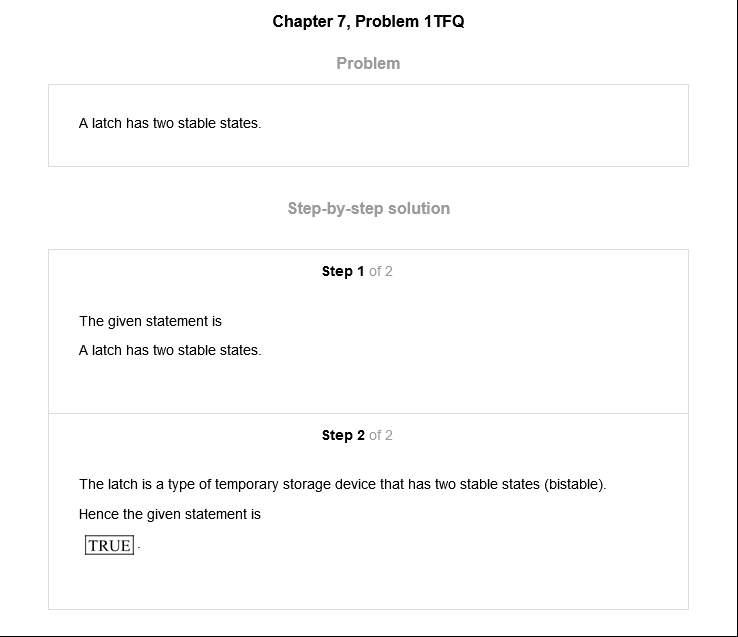 Chapter 7, Problem 1TFQ
Problem
A latch has two stable states.
Step-by-step solution
Step 1 of 2
The given statement is
A latch has two stable states.
Step 2 of 2
The latch is a type of temporary storage device that has two stable states (bistable).
Hence the given statement is
TRUE.